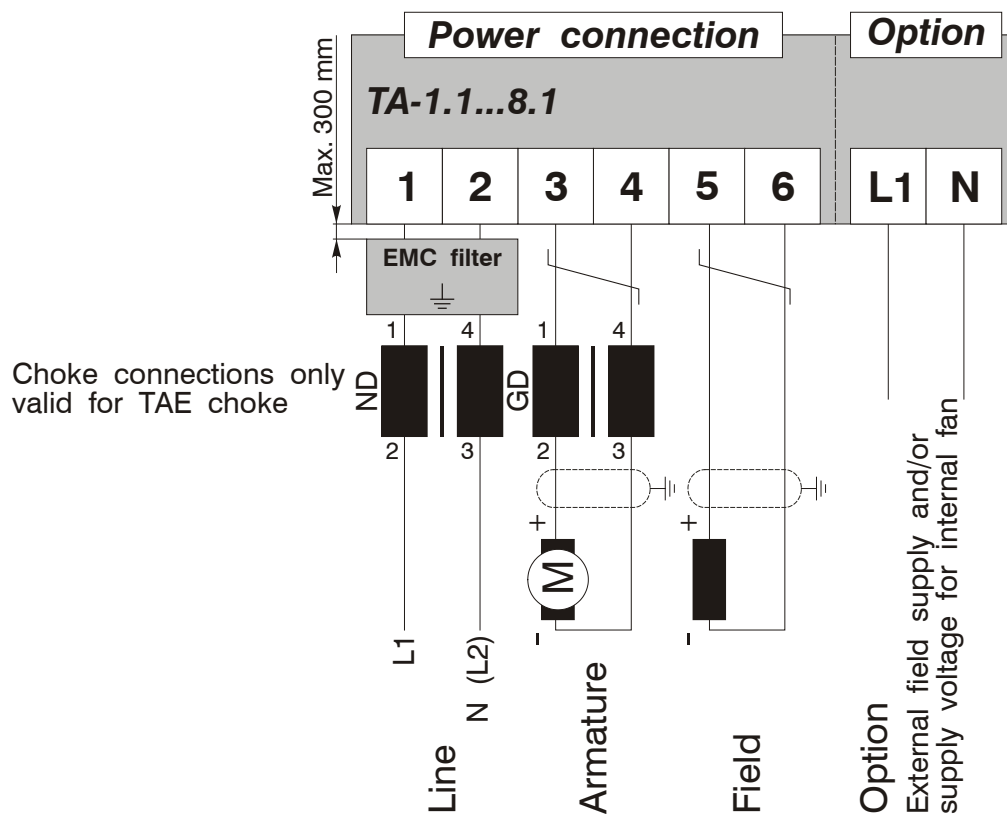 Power connection
Option
TA-1.1...8.1
Max. 300 mm
1 2 3 4 5 6 L1 N
EMC filter
1 4 1 4
Choke connections only
valid for TAE choke
ND
GD
2 3 2 3
+ +
M
- -
L1
N (L2)
Line
Armature
Field
Option
External field supply and/or
supply voltage for internal fan